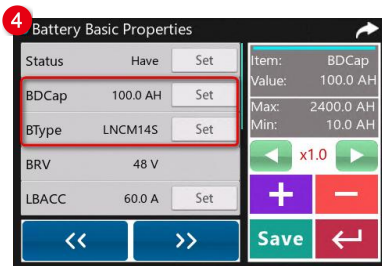 4
Battery Basic Properties
Status Have Set
BDCap 100.0 AH Set
BType LNCM14S Set
BRV 48 V
LBACC 60.0 A Set
<< >>
Item: BDCap
Value: 100.0 AH
Max: 2400.0 AH
Min: 10.0 AH
x1.0
+ −
Save